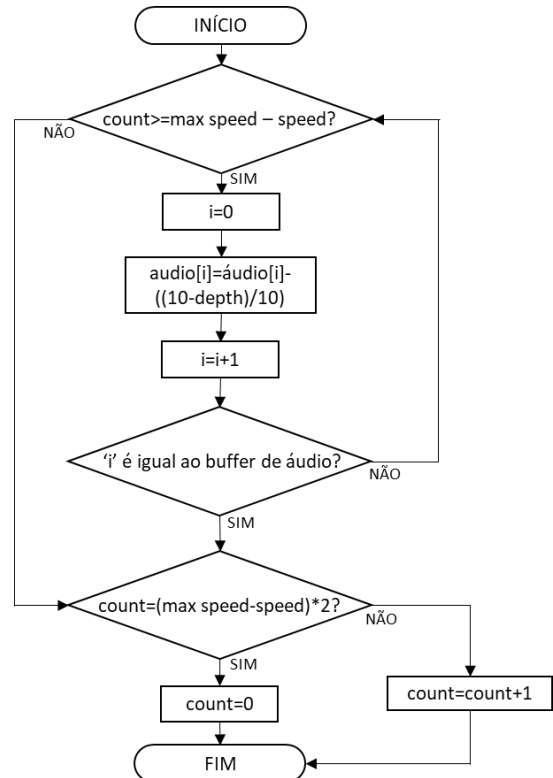 INÍCIO
count>=max speed – speed?
NÃO
SIM
i=0
audio[i]=áudio[i]-
((10-depth)/10)
i=i+1
‘i’ é igual ao buffer de áudio?
NÃO
SIM
count=(max speed-speed)*2?
NÃO
SIM
count=0
count=count+1
FIM